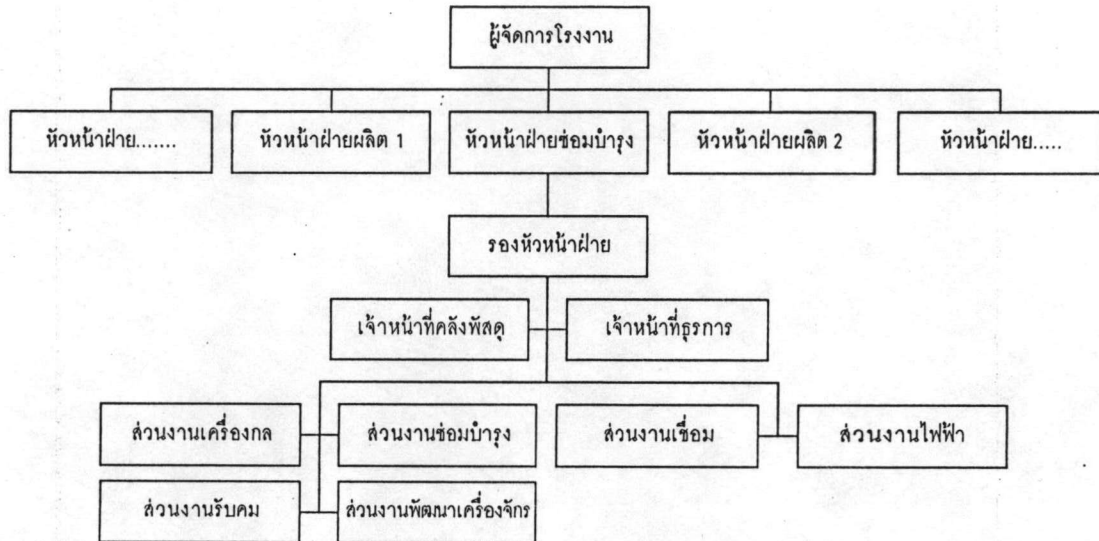 ผู้จัดการโรงงาน
หัวหน้าฝ่าย.......
หัวหน้าฝ่ายผลิต 1
หัวหน้าฝ่ายซ่อมบำรุง
หัวหน้าฝ่ายผลิต 2
หัวหน้าฝ่าย.....
รองหัวหน้าฝ่าย
เจ้าหน้าที่คลังพัสดุ
เจ้าหน้าที่ธุรการ
ส่วนงานเครื่องกล
ส่วนงานซ่อมบำรุง
ส่วนงานเชื่อม
ส่วนงานไฟฟ้า
ส่วนงานรับคม
ส่วนงานพัฒนาเครื่องจักร